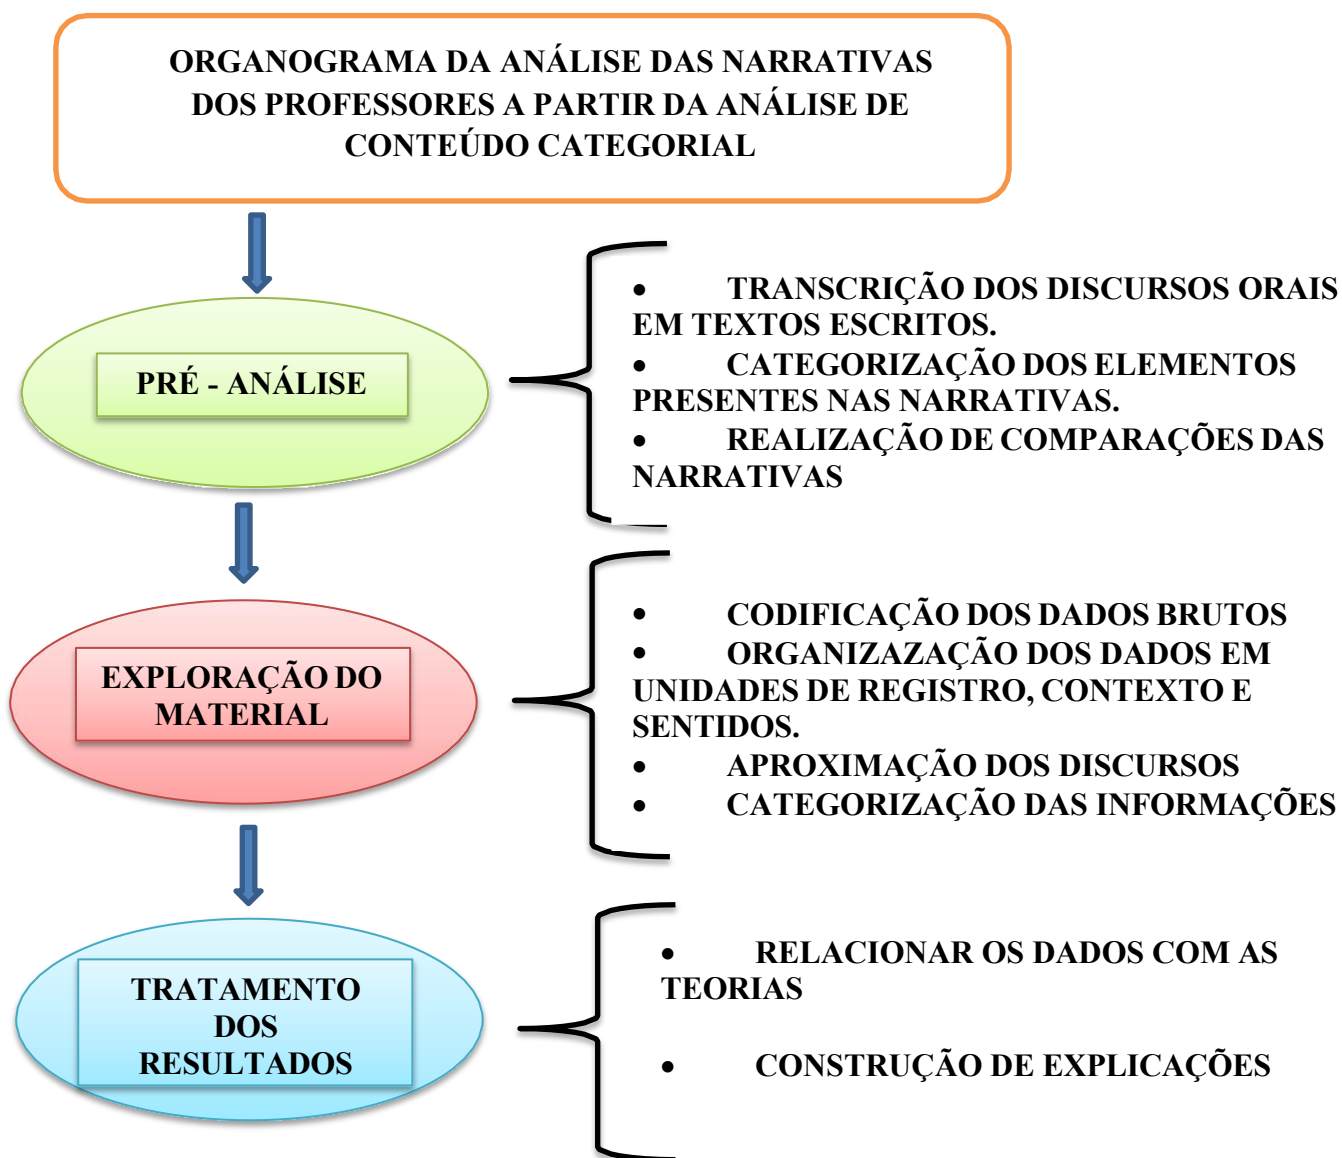 ORGANOGRAMA DA ANÁLISE DAS NARRATIVAS
DOS PROFESSORES A PARTIR DA ANÁLISE DE
CONTEÚDO CATEGORIAL
PRÉ - ANÁLISE
• TRANSCRIÇÃO DOS DISCURSOS ORAIS
EM TEXTOS ESCRITOS.
• CATEGORIZAÇÃO DOS ELEMENTOS
PRESENTES NAS NARRATIVAS.
• REALIZAÇÃO DE COMPARAÇÕES DAS
NARRATIVAS
EXPLORAÇÃO DO
MATERIAL
• CODIFICAÇÃO DOS DADOS BRUTOS
• ORGANIZAZAÇÃO DOS DADOS EM
UNIDADES DE REGISTRO, CONTEXTO E
SENTIDOS.
• APROXIMAÇÃO DOS DISCURSOS
• CATEGORIZAÇÃO DAS INFORMAÇÕES
TRATAMENTO
DOS
RESULTADOS
• RELACIONAR OS DADOS COM AS
TEORIAS
• CONSTRUÇÃO DE EXPLICAÇÕES